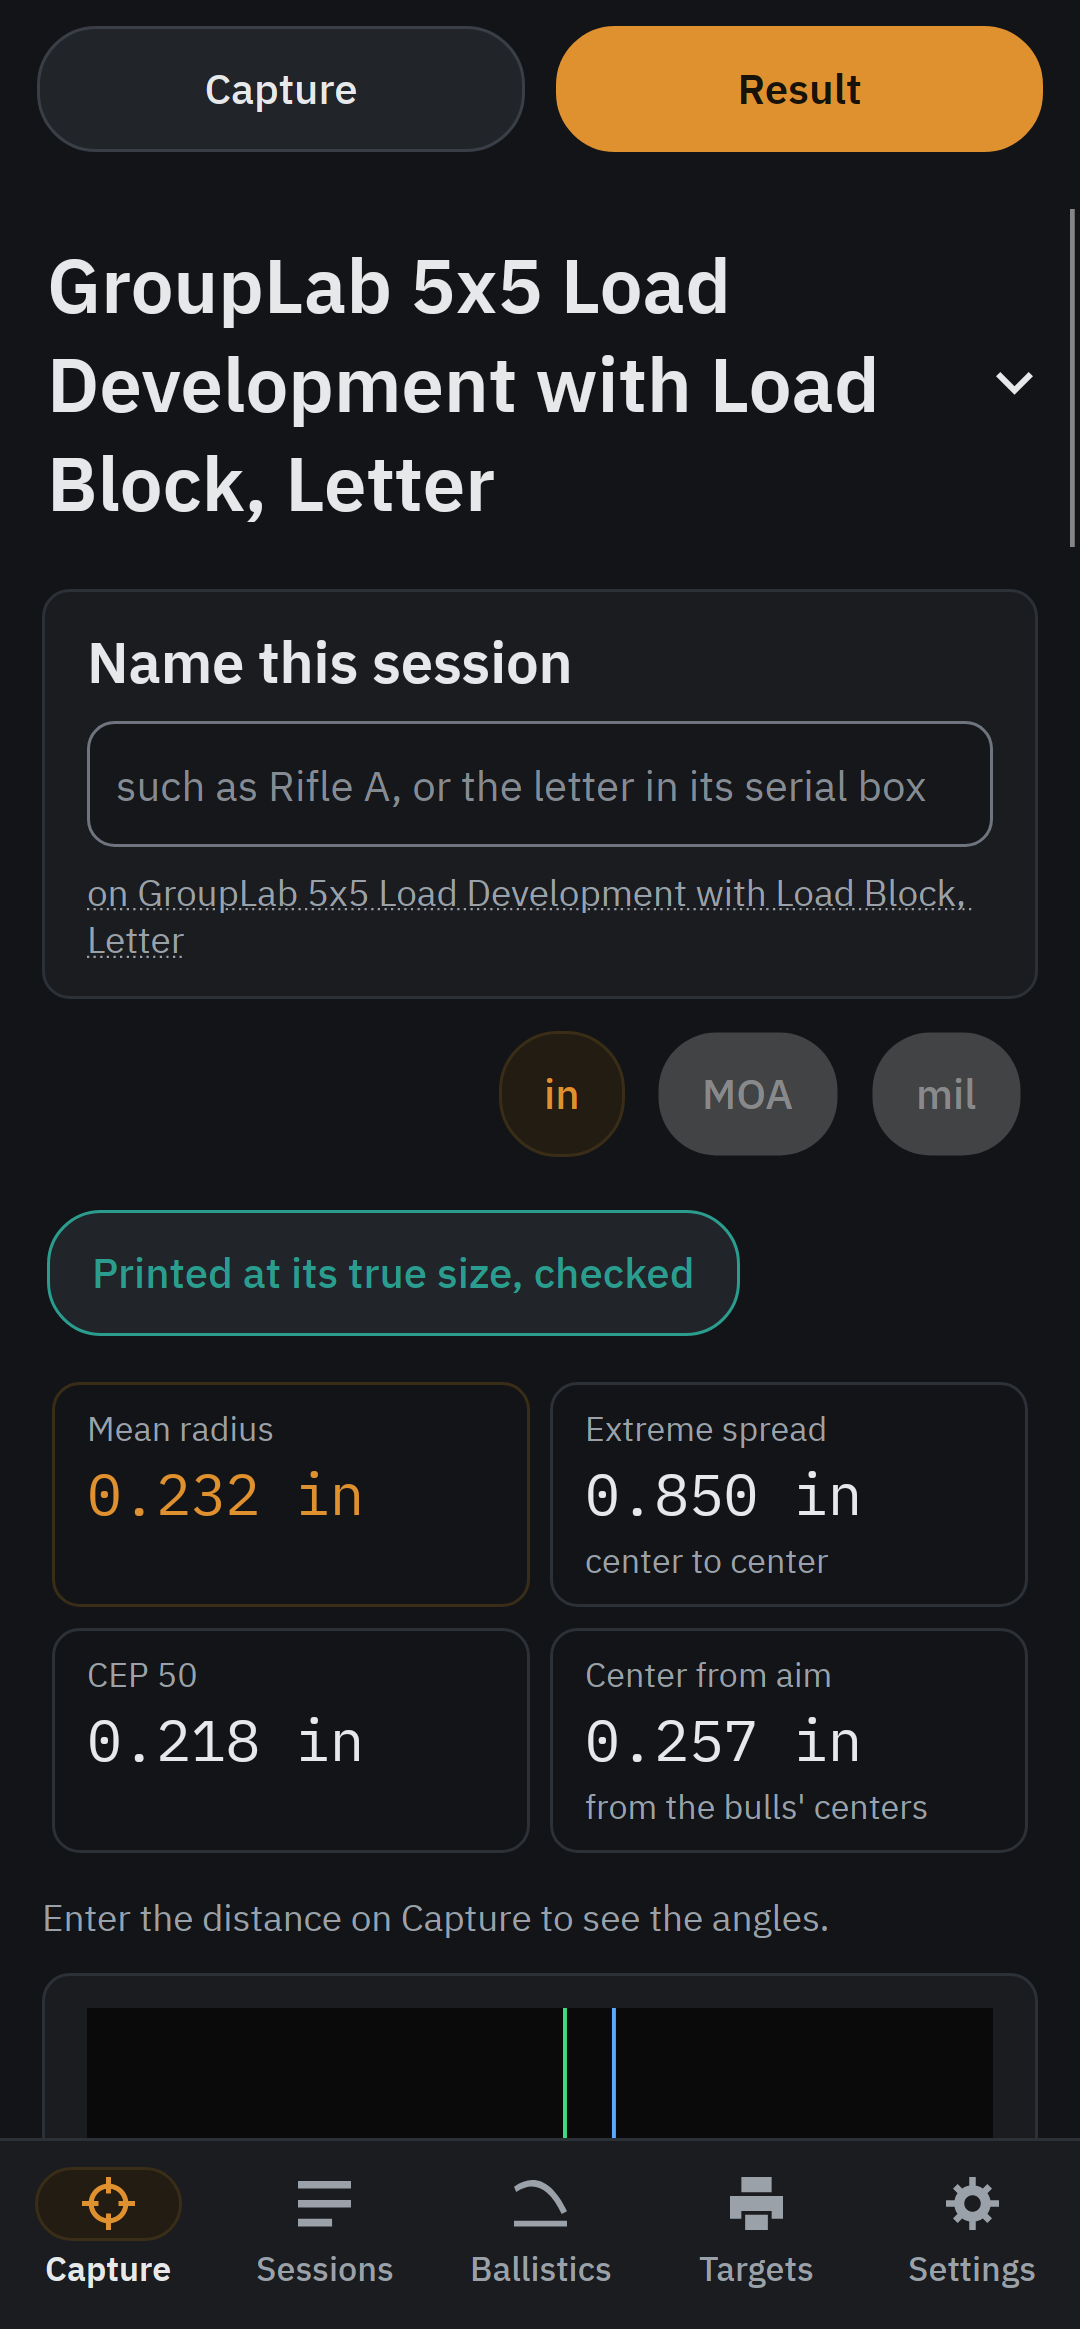 Capture
Result
GroupLab 5x5 Load
Development with Load
Block, Letter
Name this session
such as Rifle A, or the letter in its serial box
on GroupLab 5x5 Load Development with Load Block,
Letter
in
MOA
mil
Printed at its true size, checked
Mean radius
0.232 in
Extreme spread
0.850 in
center to center
CEP 50
0.218 in
Center from aim
0.257 in
from the bulls' centers
Enter the distance on Capture to see the angles.
Capture
Sessions
Ballistics
Targets
Settings